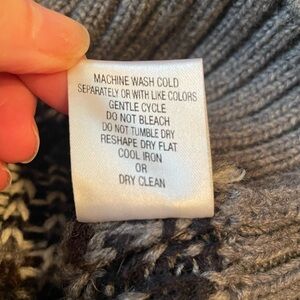 MACHINE WASH COLD
SEPARATELY OR WITH LIKE COLORS
GENTLE CYCLE
DO NOT BLEACH
DO NOT TUMBLE DRY
RESHAPE DRY FLAT
COOL IRON
OR
DRY CLEAN